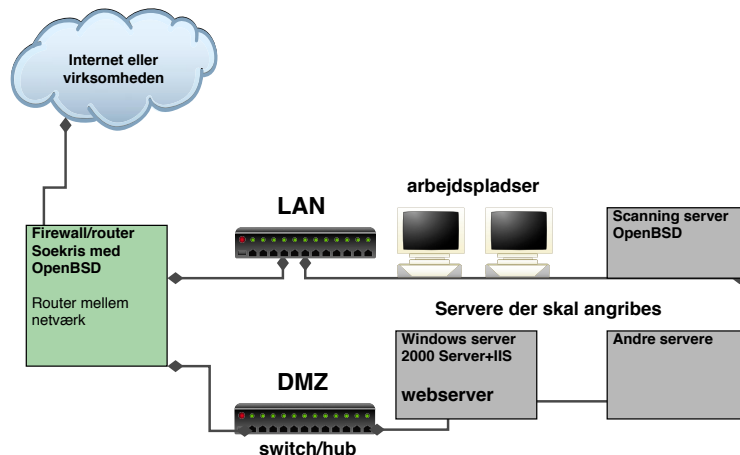 Internet eller
virksomheden
arbejdspladser
LAN
Firewall/router
Soekris med
OpenBSD
Router mellem
netværk
Scanning server
OpenBSD
Servere der skal angribes
Windows server
2000 Server+IIS
webserver
Andre servere
DMZ
switch/hub